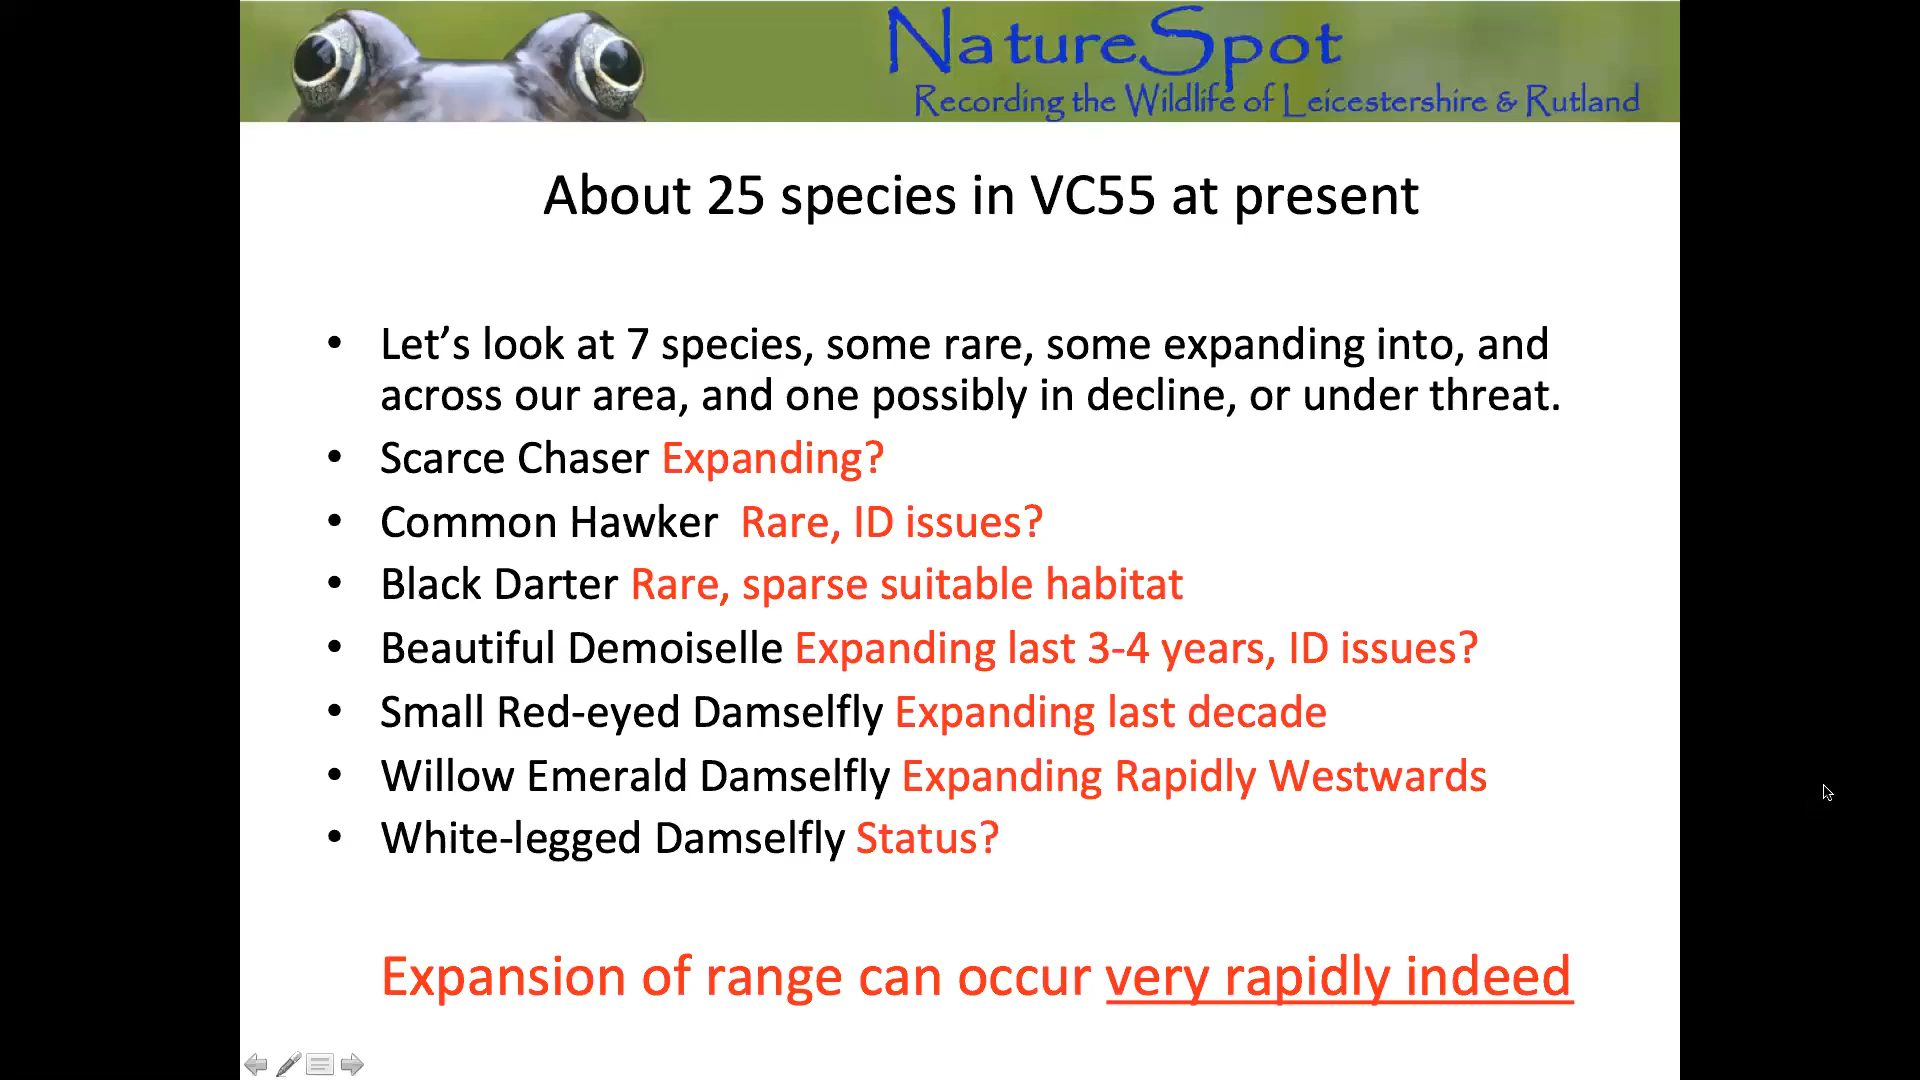 NatureSpot
Recording the Wildlife of Leicestershire & Rutland
About 25 species in VC55 at present
• Let’s look at 7 species, some rare, some expanding into, and
across our area, and one possibly in decline, or under threat.
• Scarce Chaser Expanding?
• Common Hawker Rare, ID issues?
• Black Darter Rare, sparse suitable habitat
• Beautiful Demoiselle Expanding last 3-4 years, ID issues?
• Small Red-eyed Damselfly Expanding last decade
• Willow Emerald Damselfly Expanding Rapidly Westwards
• White-legged Damselfly Status?
Expansion of range can occur very rapidly indeed